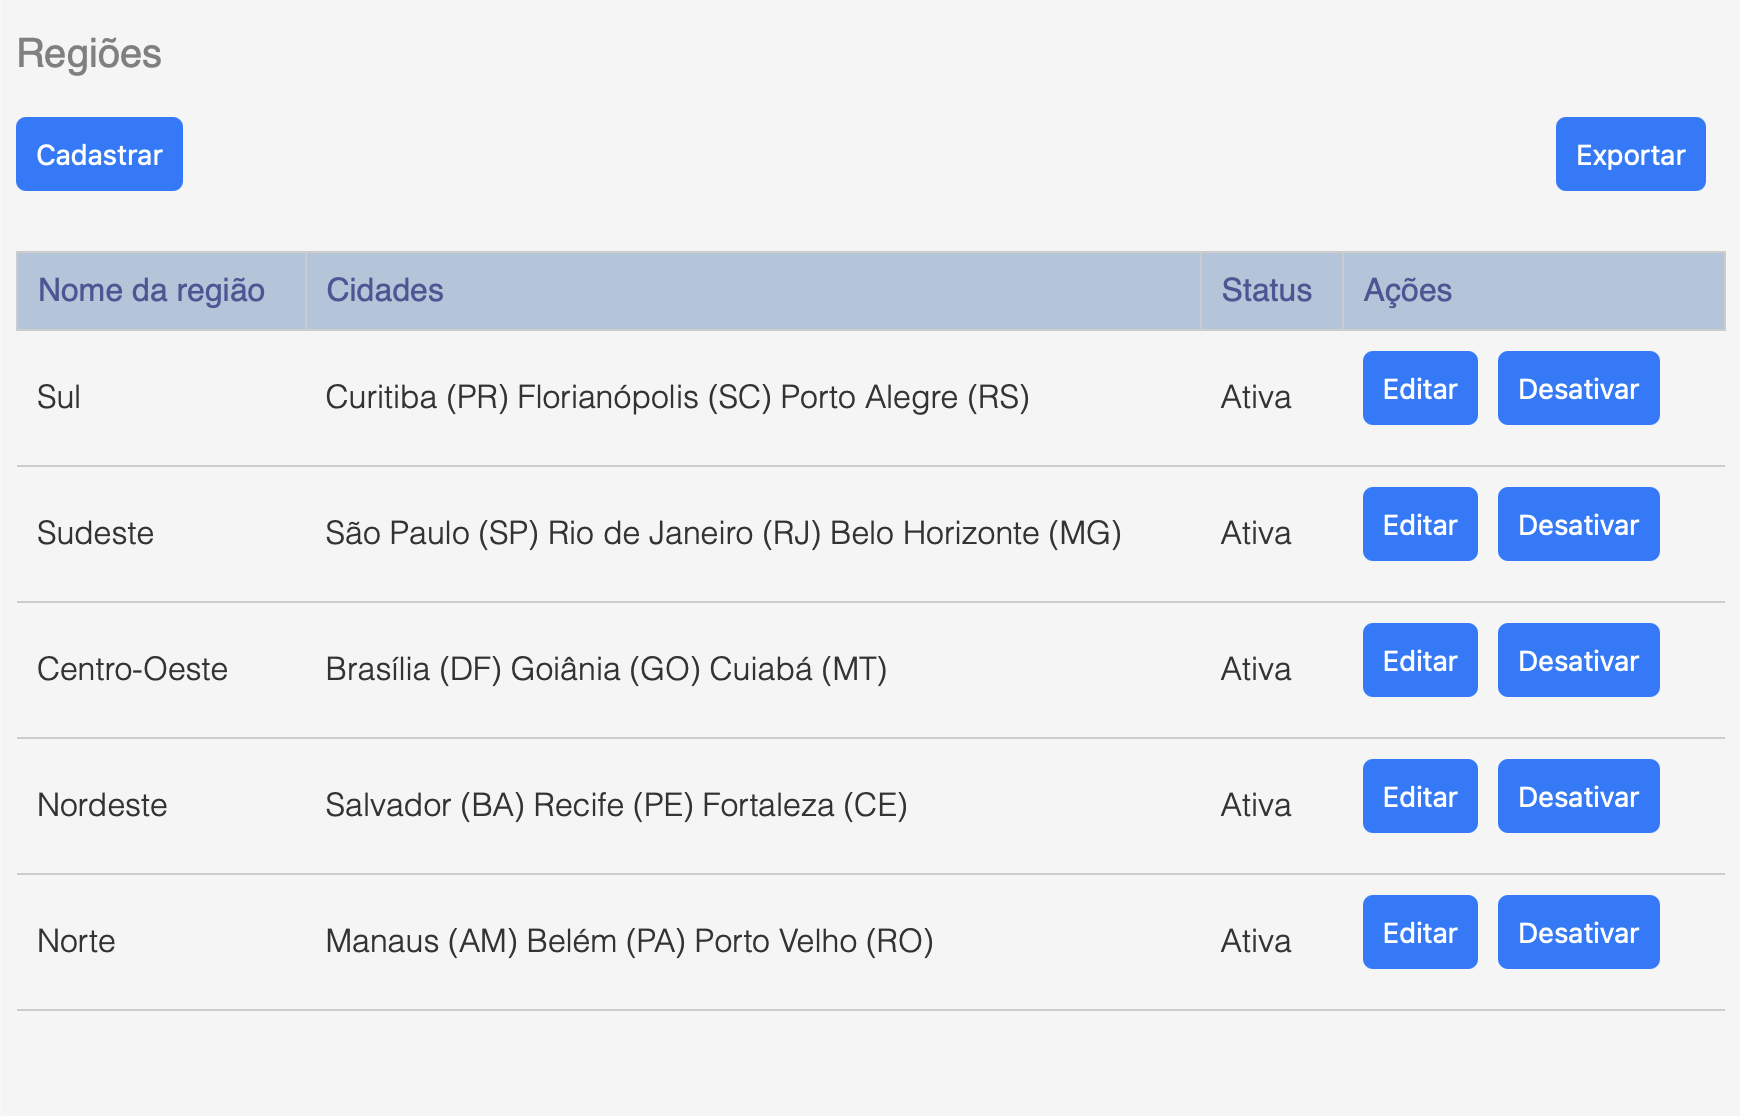 Regiões
Cadastrar Exportar
Nome da região Cidades Status Ações
Sul Curitiba (PR) Florianópolis (SC) Porto Alegre (RS) Ativa Editar Desativar
Sudeste São Paulo (SP) Rio de Janeiro (RJ) Belo Horizonte (MG) Ativa Editar Desativar
Centro-Oeste Brasília (DF) Goiânia (GO) Cuiabá (MT) Ativa Editar Desativar
Nordeste Salvador (BA) Recife (PE) Fortaleza (CE) Ativa Editar Desativar
Norte Manaus (AM) Belém (PA) Porto Velho (RO) Ativa Editar Desativar